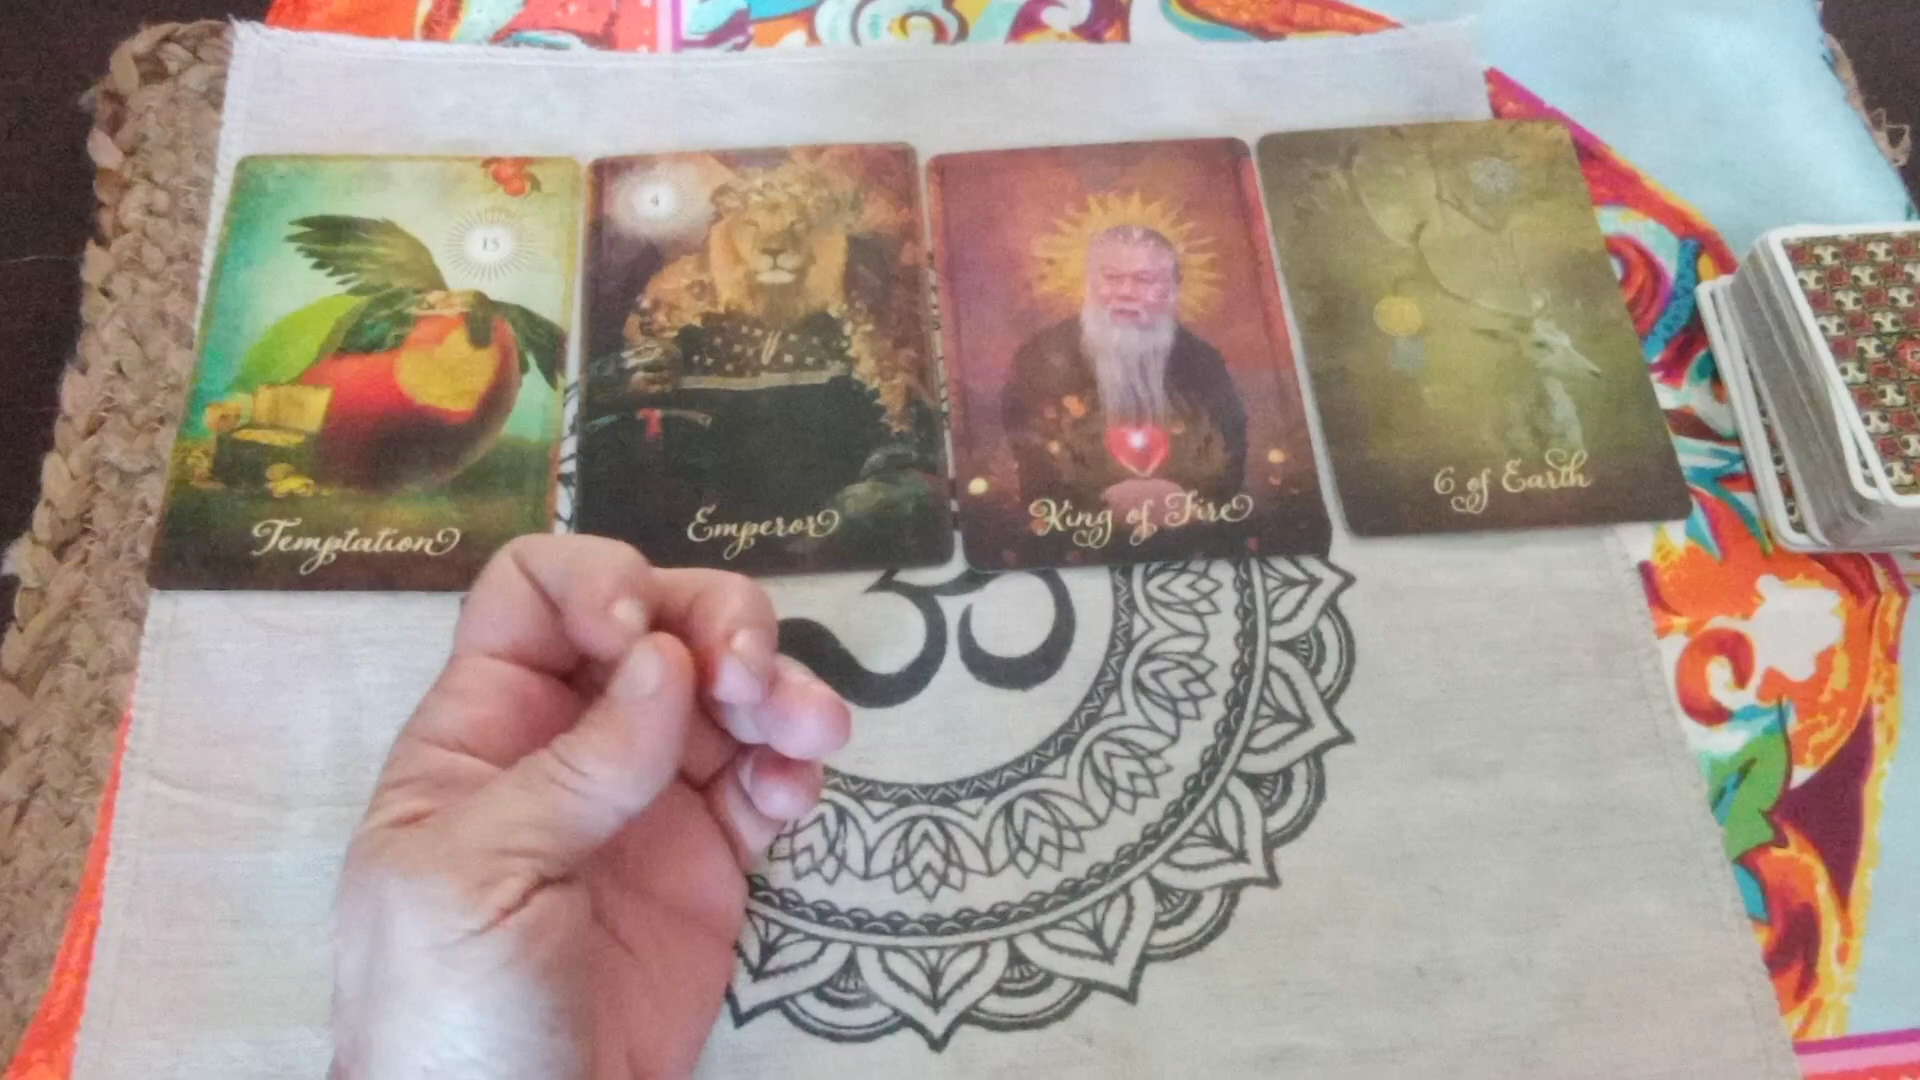 15
Temptation
4
Emperor
King of Fire
6 of Earth